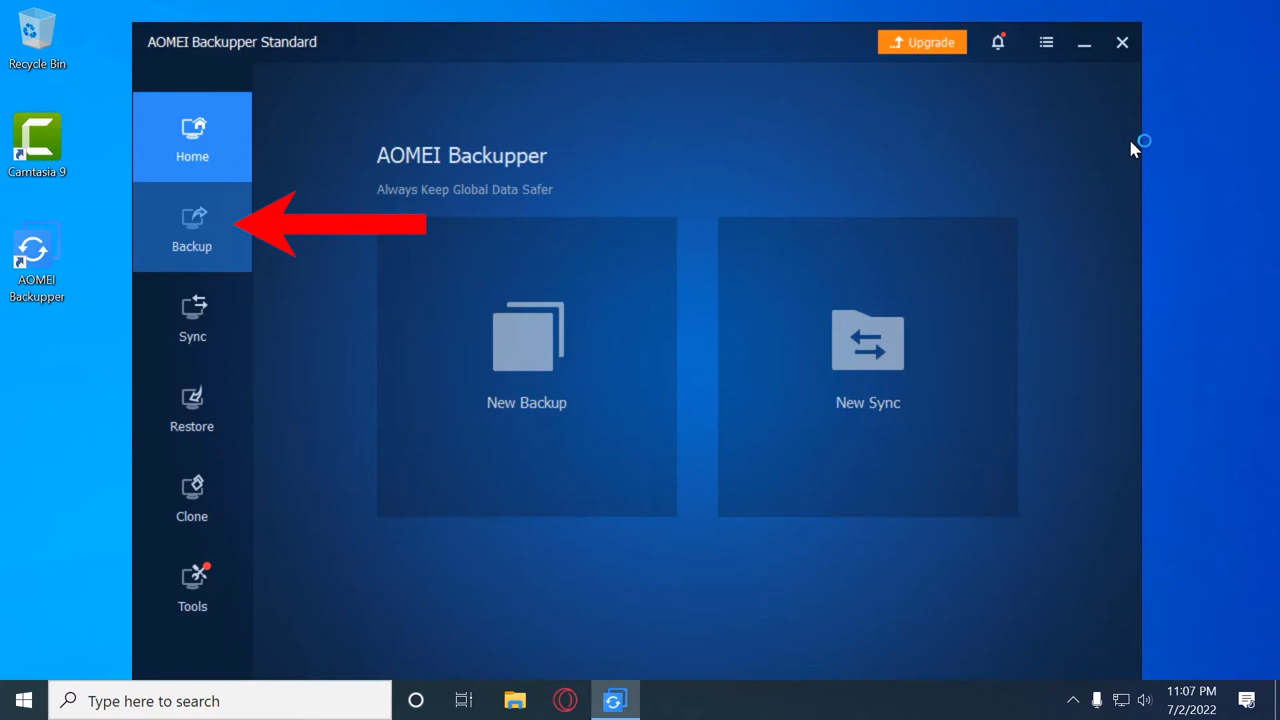 Recycle Bin
Camtasia 9
AOMEI
Backupper
AOMEI Backupper Standard
Upgrade
Home
Backup
Sync
Restore
Clone
Tools
AOMEI Backupper
Always Keep Global Data Safer
New Backup
New Sync
Type here to search
11:07 PM
7/2/2022